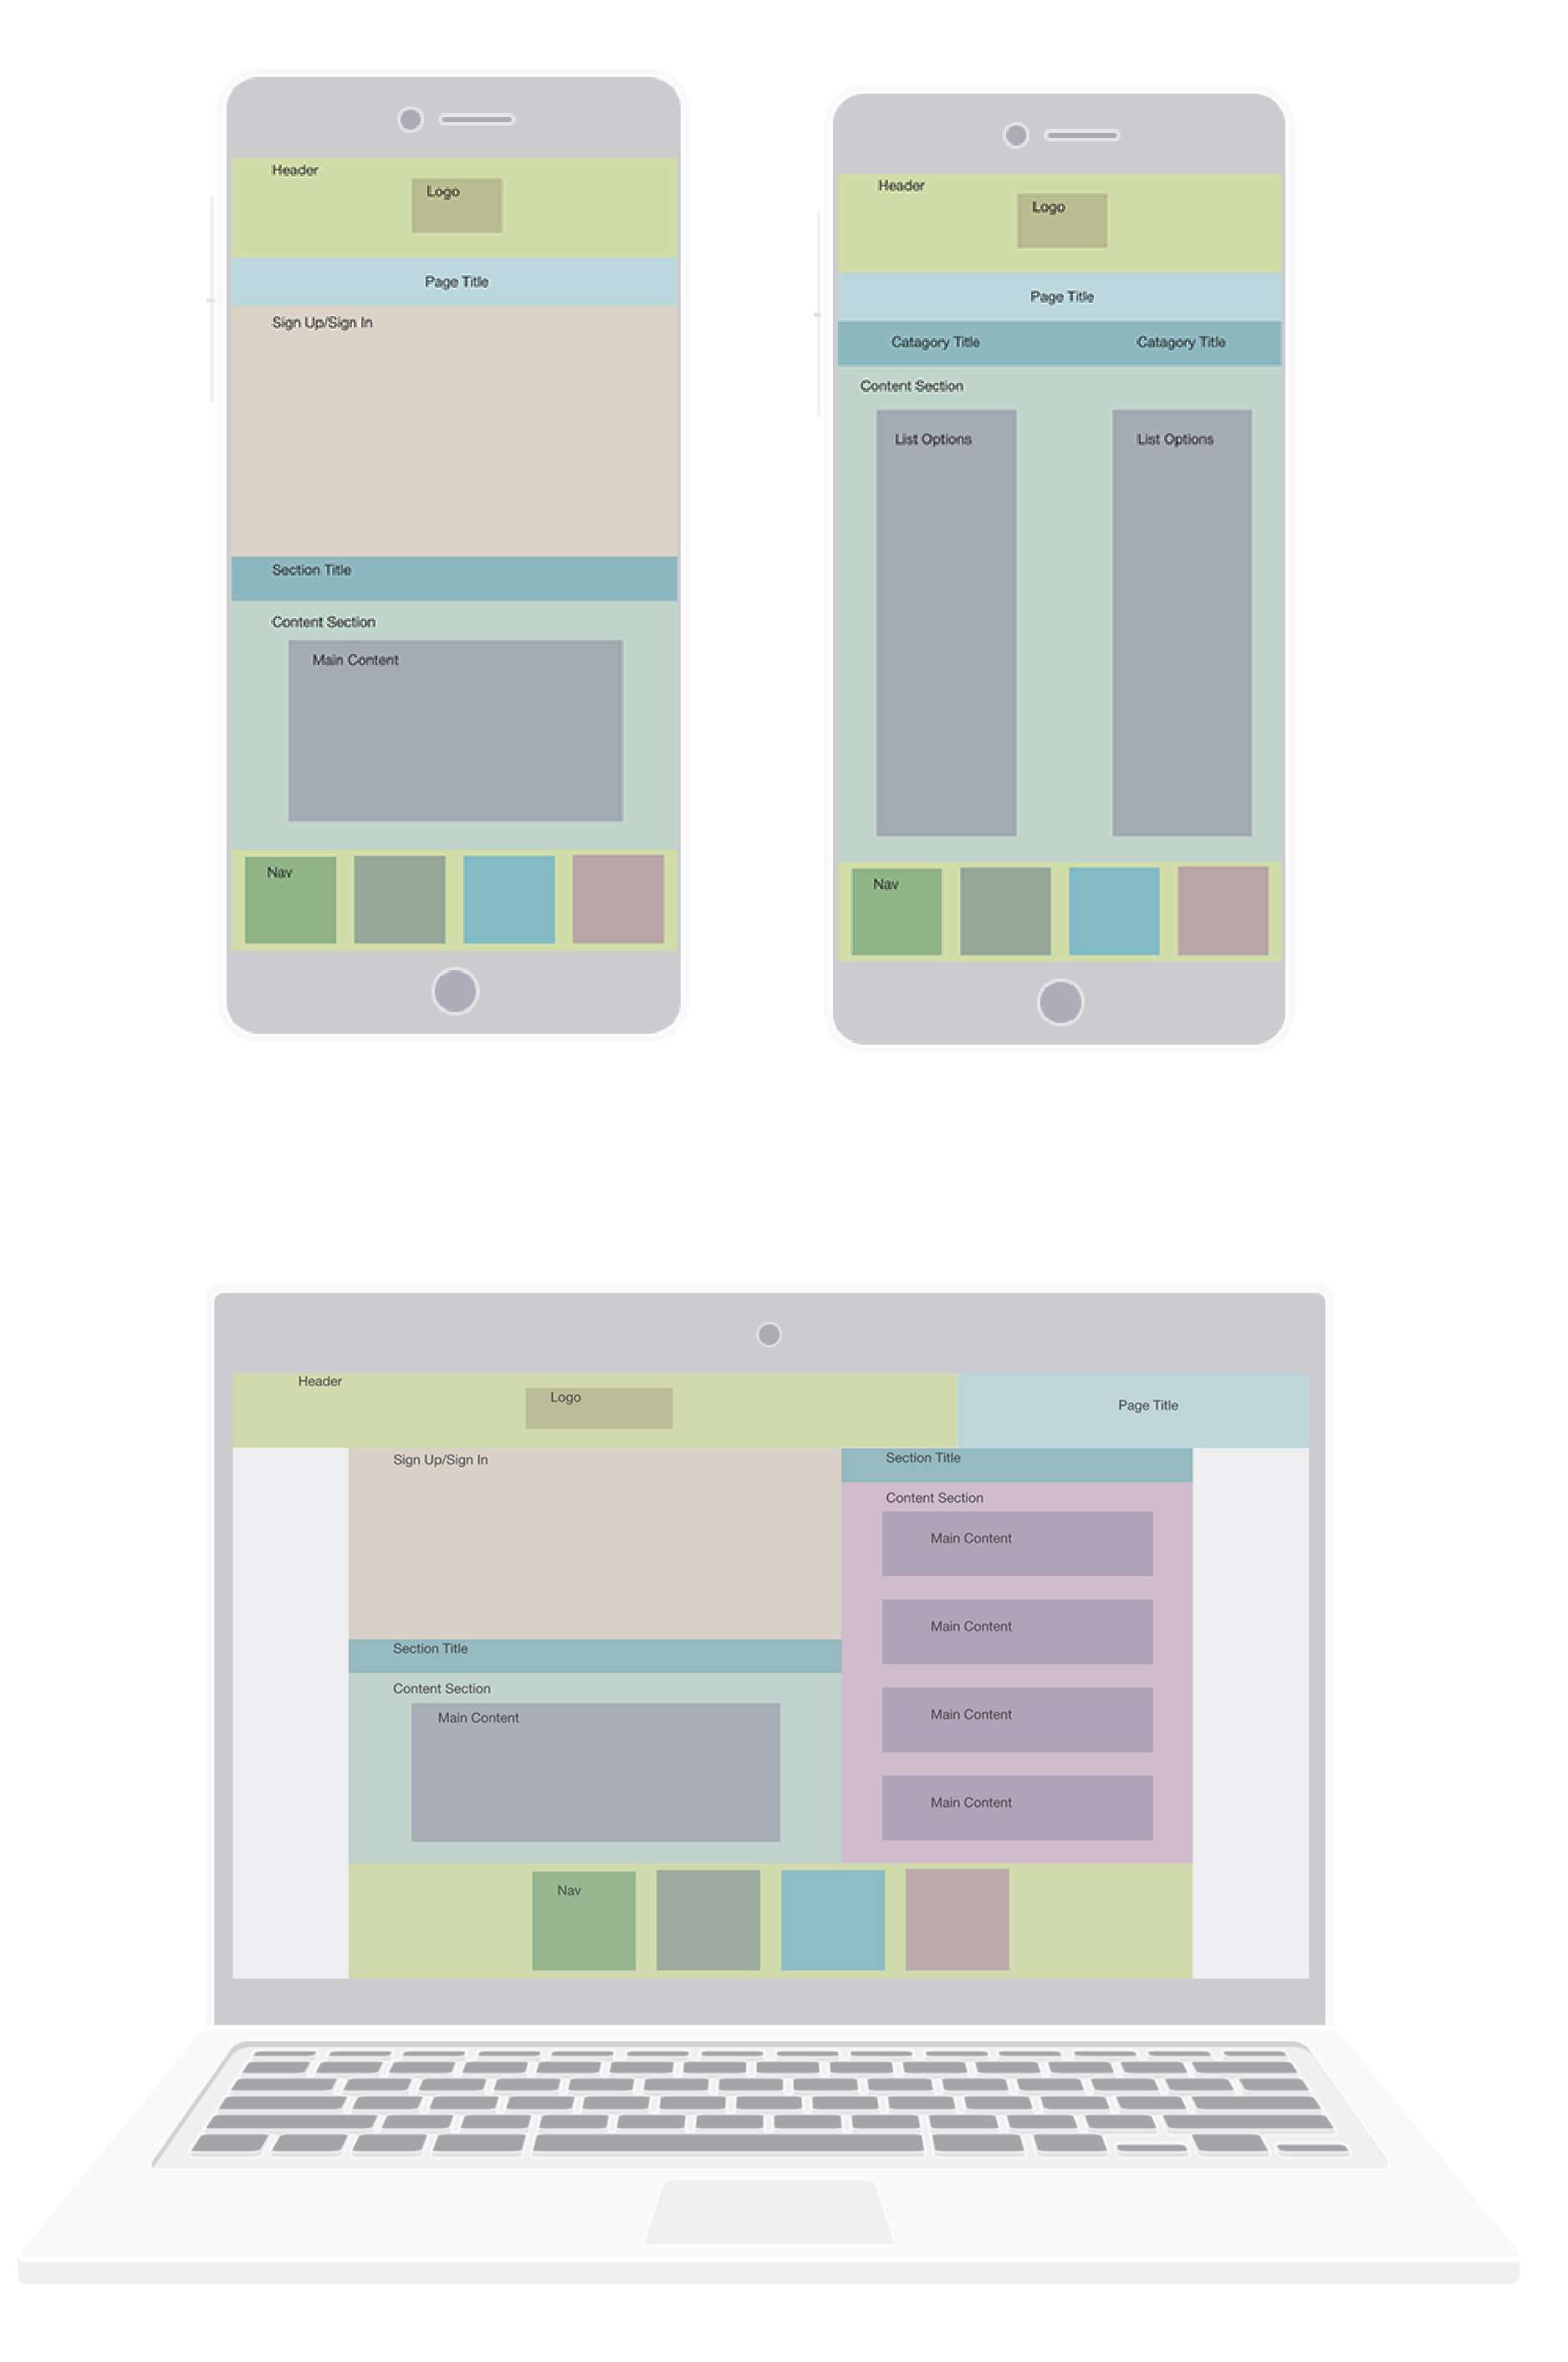 Header
Logo
Page Title
Sign Up/Sign In
Section Title
Content Section
Main Content
Nav
Header
Logo
Page Title
Catagory Title
Catagory Title
Content Section
List Options
List Options
Nav
Header
Logo
Page Title
Sign Up/Sign In
Section Title
Content Section
Main Content
Section Title
Content Section
Main Content
Main Content
Main Content
Main Content
Nav